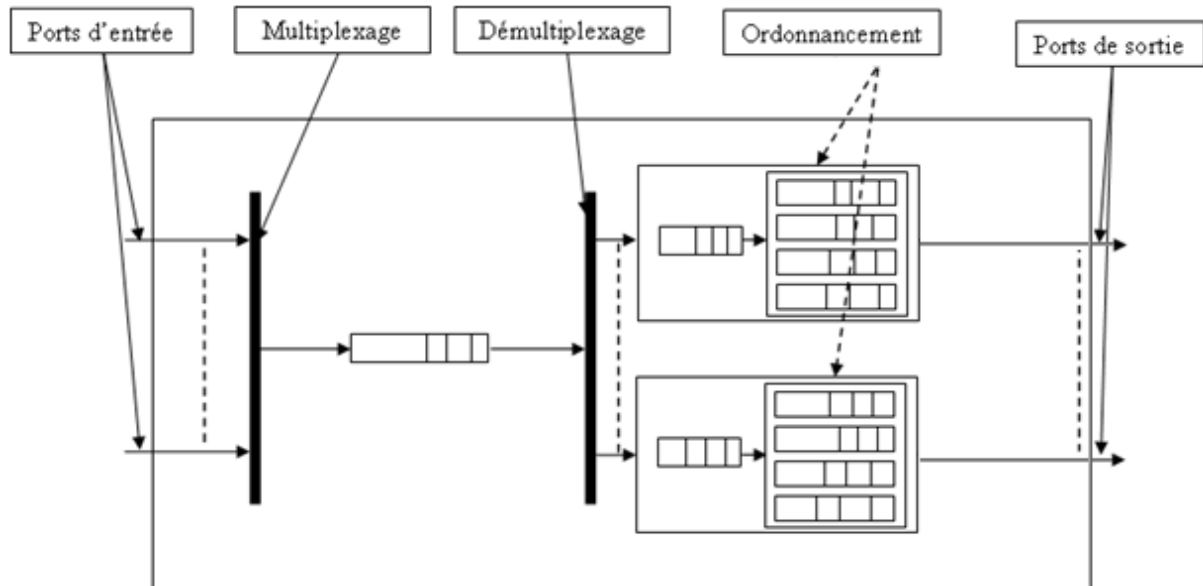 Ports d'entrée
Multiplexage
Démultiplexage
Ordonnancement
Ports de sortie